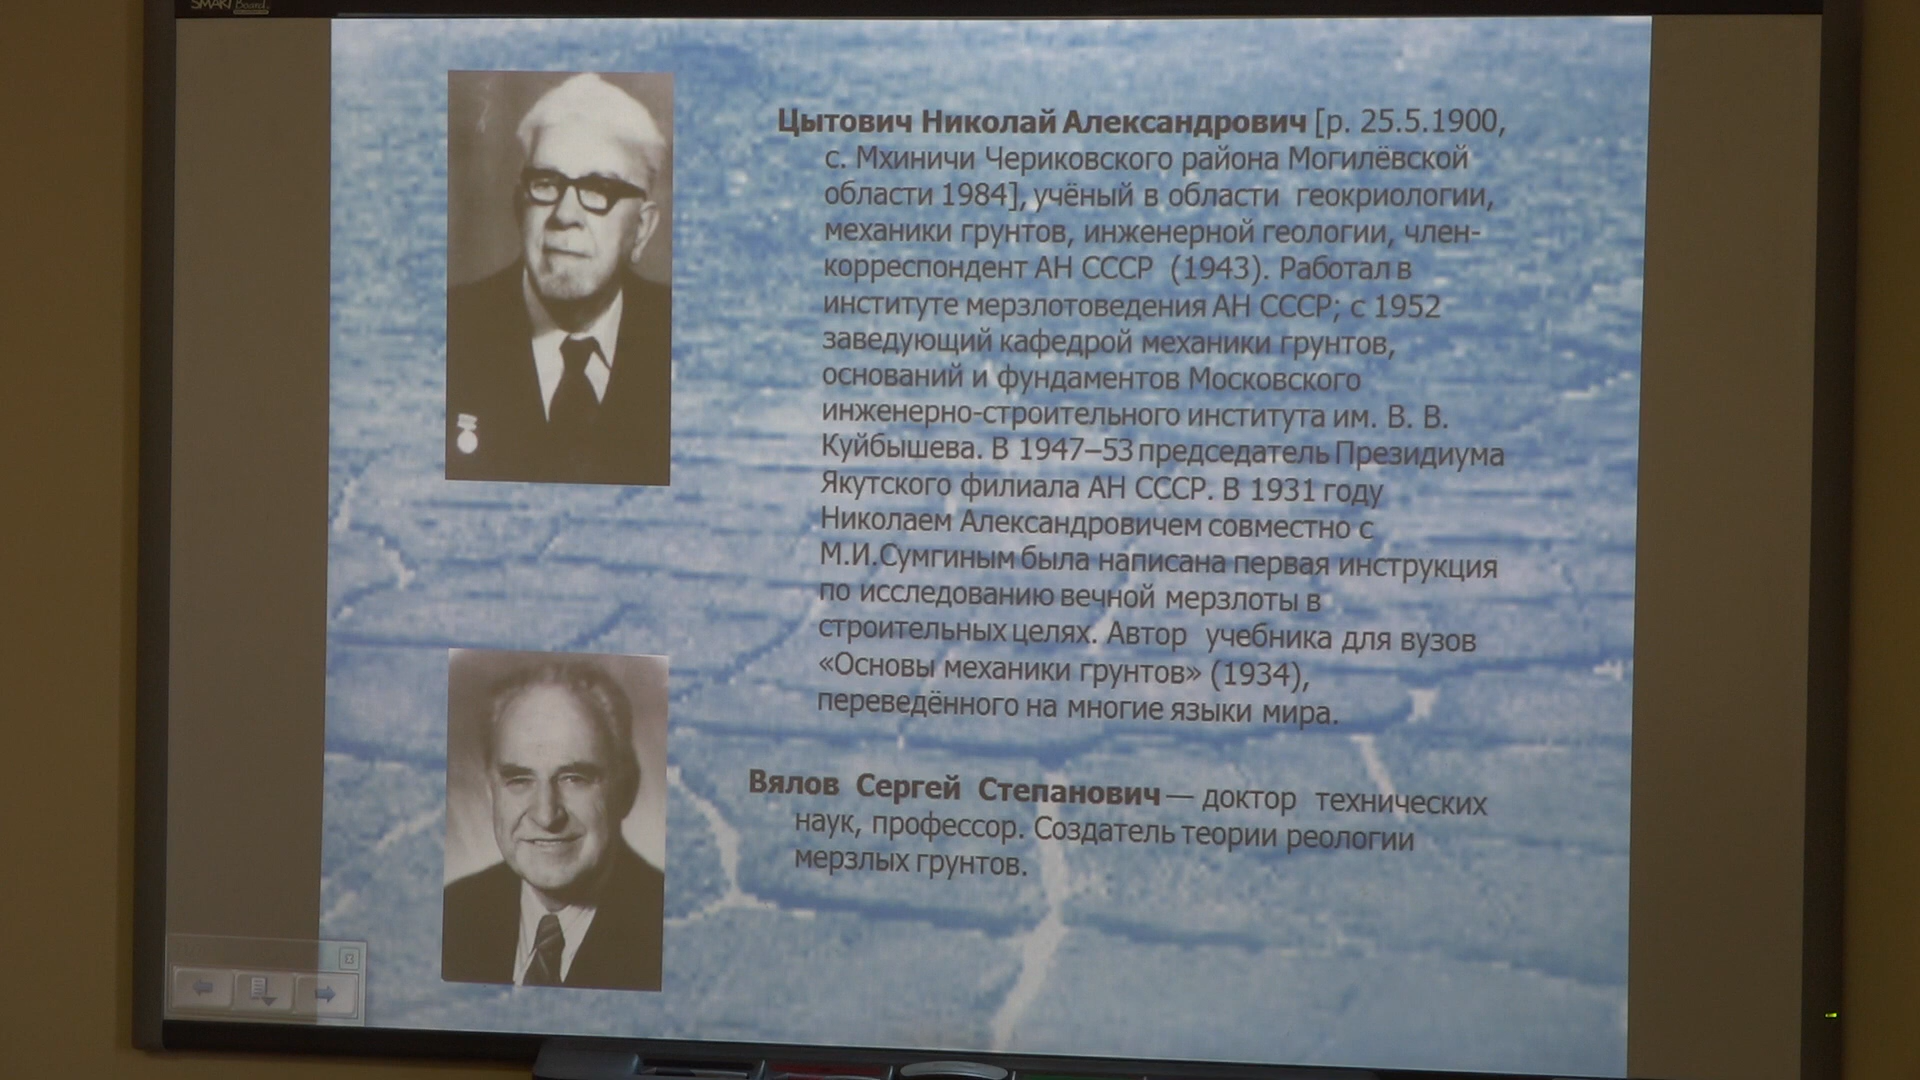 SMART Board
Цытович Николай Александрович [р. 25.5.1900,
с. Мхиничи Чериковского района Могилёвской
области 1984], учёный в области геокриологии,
механики грунтов, инженерной геологии, член-
корреспондент АН СССР (1943). Работал в
институте мерзлотоведения АН СССР; с 1952
заведующий кафедрой механики грунтов,
оснований и фундаментов Московского
инженерно-строительного института им. В. В.
Куйбышева. В 1947–53 председатель Президиума
Якутского филиала АН СССР. В 1931 году
Николаем Александровичем совместно с
М.И.Сумгиным была написана первая инструкция
по исследованию вечной мерзлоты в
строительных целях. Автор учебника для вузов
«Основы механики грунтов» (1934),
переведённого на многие языки мира.
Вялов Сергей Степанович — доктор технических
наук, профессор. Создатель теории реологии
мерзлых грунтов.